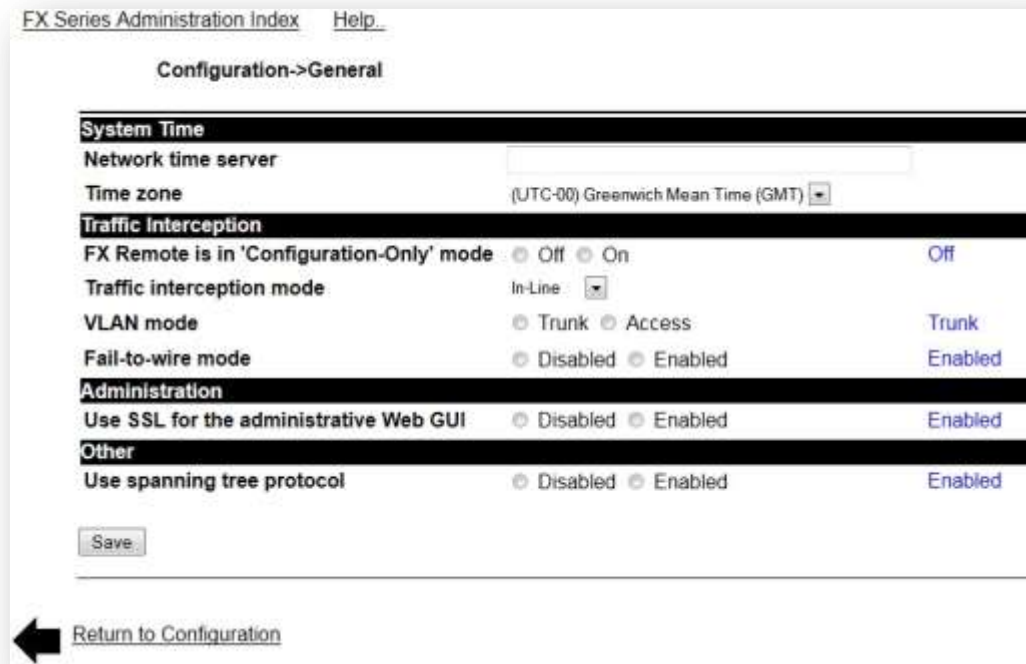 FX Series Administration Index Help...
Configuration->General
System Time
Network time server
Time zone (UTC-00) Greenwich Mean Time (GMT)
Traffic Interception
FX Remote is in 'Configuration-Only' mode Off On Off
Traffic interception mode In-Line
VLAN mode Trunk Access Trunk
Fail-to-wire mode Disabled Enabled Enabled
Administration
Use SSL for the administrative Web GUI Disabled Enabled Enabled
Other
Use spanning tree protocol Disabled Enabled Enabled
Save
Return to Configuration